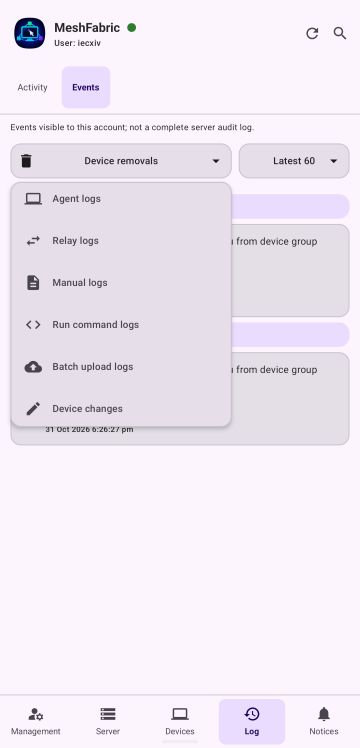 MeshFabric
User: iecxiv
Activity
Events
Events visible to this account; not a complete server audit log.
Device removals
Latest 60
Agent logs
Relay logs
Manual logs
Run command logs
Batch upload logs
Device changes
from device group
from device group
31 Oct 2026 6:26:27 pm
Management
Server
Devices
Log
Notices